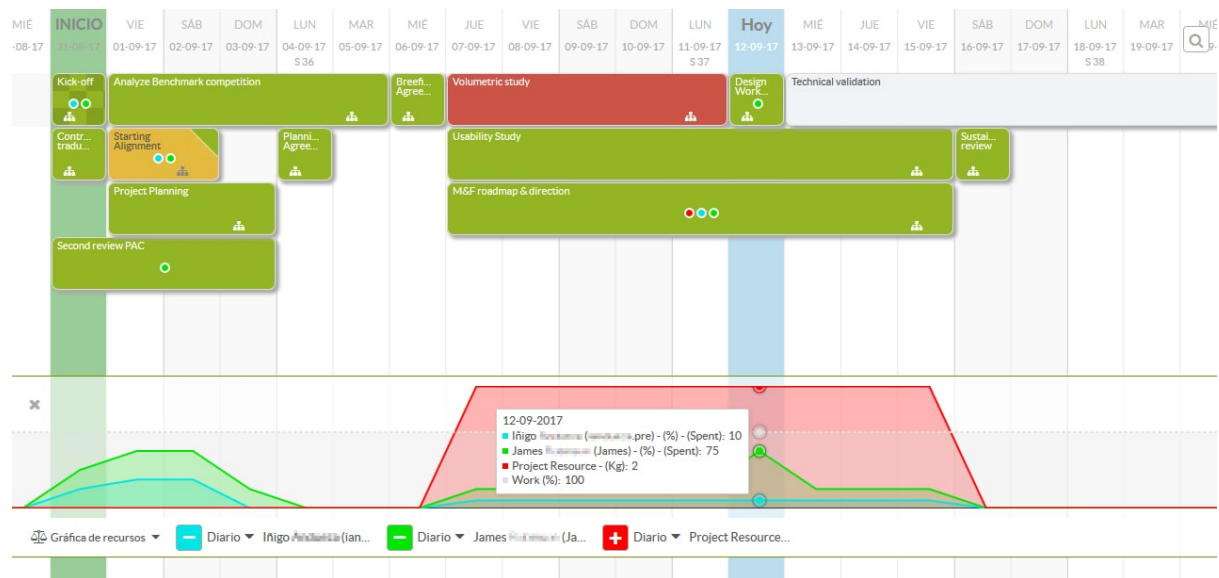 MIÉ INICIO VIE SÁB DOM LUN MAR MIÉ JUE VIE SÁB DOM LUN Hoy MIÉ JUE VIE SÁB DOM LUN MAR MIÉ
-08-17 31-08-17 01-09-17 02-09-17 03-09-17 04-09-17 05-09-17 06-09-17 07-09-17 08-09-17 09-09-17 10-09-17 11-09-17 12-09-17 13-09-17 14-09-17 15-09-17 16-09-17 17-09-17 18-09-17 19-09-17
S 36 S 37 S 38
Kick-off
Analyze Benchmark competition
Breefi...
Agree...
Volumetric study
Design
Work...
Technical validation
Contr...
tradu...
Starting
Alignment
Planni...
Agree...
Usability Study
Sustai...
review
Project Planning
M&F roadmap & direction
Second review PAC
12-09-2017
Iñigo ( .pre) - (%) - (Spent): 10
James (James) - (%) - (Spent): 75
Project Resource - (Kg): 2
Work (%): 100
Gráfica de recursos Diario Iñigo (ian... Diario James (Ja... Diario Project Resource...